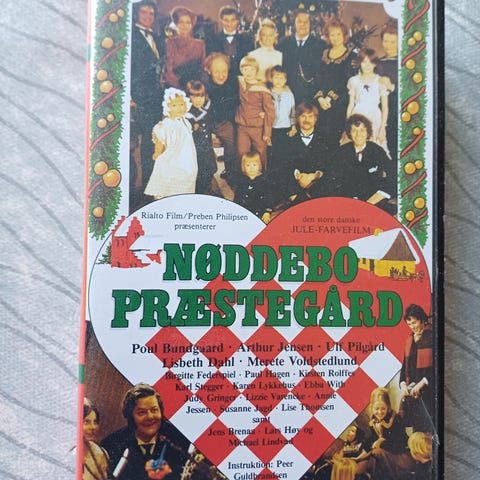 Rialto Film/Preben Philipsen
præsenterer
den store danske
JULE-FARVEFILM
NØDDEBO
PRÆSTEGÅRD
Poul Bundgaard · Arthur Jensen · Ulf Pilgård
Lisbeth Dahl · Merete Voldstedlund
Birgitte Federspiel · Paul Hagen · Kirsten Rolffes
Karl Stegger · Karen Lykkehus · Ebba With
Judy Gringer · Lizzie Varencke · Annie
Jessen · Susanne Jagd · Lise Thomsen
samt
Jens Brenaa · Lars Høy og
Michael Lindvad
Instruktion: Peer
Guldbrandsen